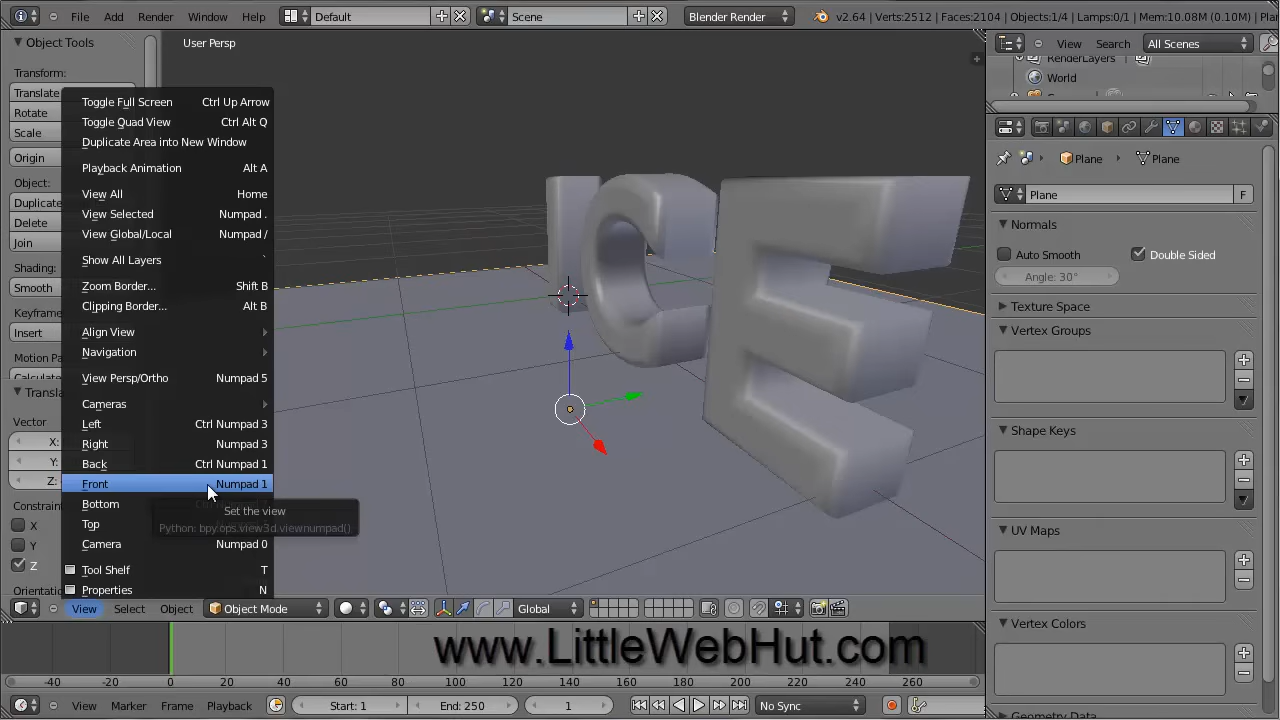 File Add Render Window Help Default Scene Blender Render v2.64 | Verts:2512 | Faces:2104 | Objects:1/4 | Lamps:0/1 | Mem:10.08M (0.10M) | Plane
Object Tools
User Persp
View Search All Scenes
RenderLayers
World
Transform:
Translate
Rotate
Scale
Origin
Object:
Duplicate
Delete
Join
Shading:
Smooth
Keyframe
Insert
Motion Pa
Transla
Vector
X:
Y:
Z:
Constrain
X
Y
Z
Orientatio
Toggle Full Screen Ctrl Up Arrow
Toggle Quad View Ctrl Alt Q
Duplicate Area into New Window
Playback Animation Alt A
View All Home
View Selected Numpad .
View Global/Local Numpad /
Show All Layers `
Zoom Border... Shift B
Clipping Border... Alt B
Align View
Navigation
View Persp/Ortho Numpad 5
Cameras
Left Ctrl Numpad 3
Right Numpad 3
Back Ctrl Numpad 1
Front Numpad 1
Bottom
Top
Camera Numpad 0
Tool Shelf T
Properties N
Set the view
Python: bpy.ops.view3d.viewnumpad()
ICE
Plane Plane
Plane F
Normals
Auto Smooth Double Sided
Angle: 30°
Texture Space
Vertex Groups
Shape Keys
UV Maps
Vertex Colors
Geometry Data
View Select Object Object Mode Global
www.LittleWebHut.com
-40 -20 0 20 40 60 80 100 120 140 160 180 200 220 240 260
View Marker Frame Playback Start: 1 End: 250 1 No Sync